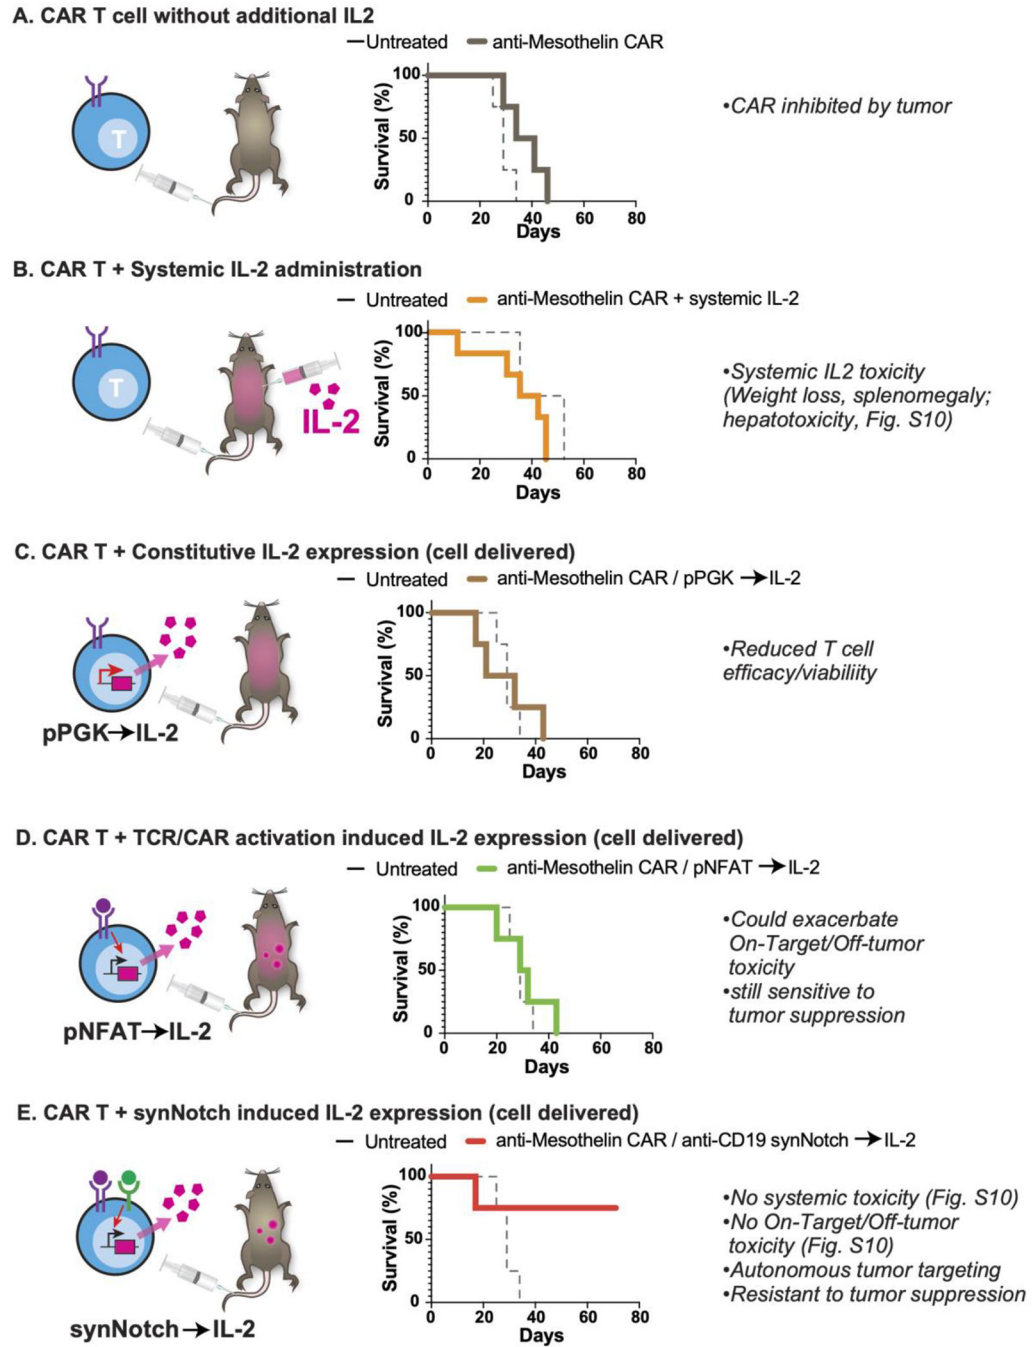 A. CAR T cell without additional IL2
Untreated anti-Mesothelin CAR
T
Survival (%)
100
50
0
0 20 40 60 80
Days
•CAR inhibited by tumor
B. CAR T + Systemic IL-2 administration
Untreated anti-Mesothelin CAR + systemic IL-2
T
IL-2
Survival (%)
100
50
0
0 20 40 60 80
Days
•Systemic IL2 toxicity
(Weight loss, splenomegaly;
hepatotoxicity, Fig. S10)
C. CAR T + Constitutive IL-2 expression (cell delivered)
Untreated anti-Mesothelin CAR / pPGK →IL-2
pPGK→IL-2
Survival (%)
100
50
0
0 20 40 60 80
Days
•Reduced T cell
efficacy/viabiliity
D. CAR T + TCR/CAR activation induced IL-2 expression (cell delivered)
Untreated anti-Mesothelin CAR / pNFAT →IL-2
pNFAT→IL-2
Survival (%)
100
50
0
0 20 40 60 80
Days
•Could exacerbate
On-Target/Off-tumor
toxicity
•still sensitive to
tumor suppression
E. CAR T + synNotch induced IL-2 expression (cell delivered)
Untreated anti-Mesothelin CAR / anti-CD19 synNotch →IL-2
synNotch→IL-2
Survival (%)
100
50
0
0 20 40 60 80
Days
•No systemic toxicity (Fig. S10)
•No On-Target/Off-tumor
toxicity (Fig. S10)
•Autonomous tumor targeting
•Resistant to tumor suppression